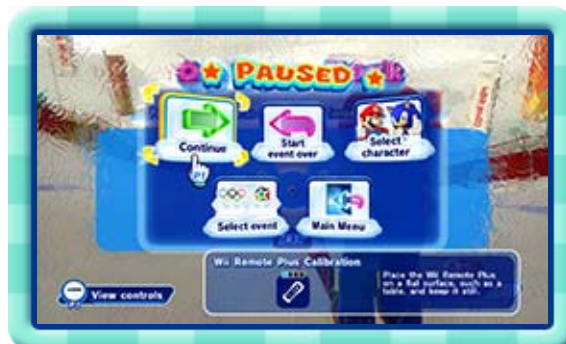 PAUSED
Continue
Start
event over
Select
character
P1
Select event
Main Menu
Wii Remote Plus Calibration
Place the Wii Remote Plus
on a flat surface, such as a
table, and keep it still.
View controls